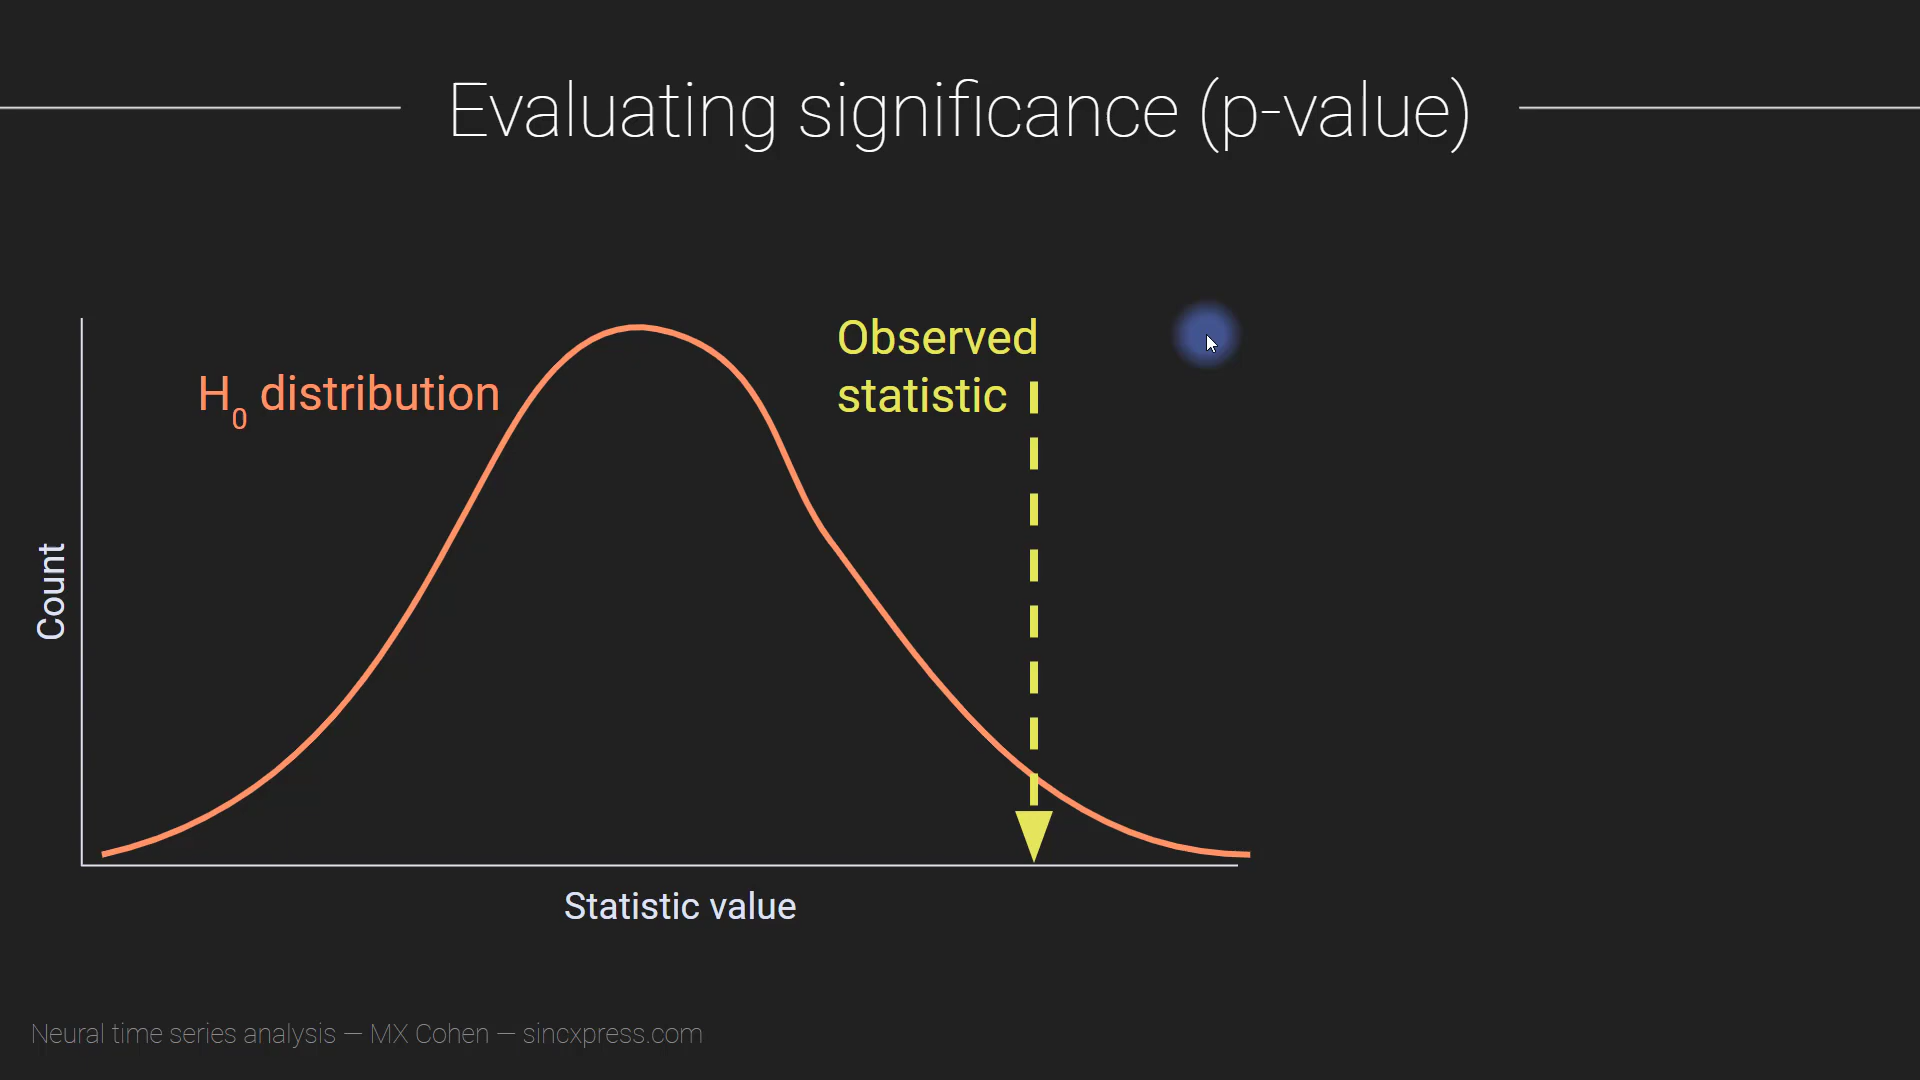 Evaluating significance (p-value)
Observed
statistic
H0 distribution
Count
Statistic value
Neural time series analysis — MX Cohen — sincxpress.com